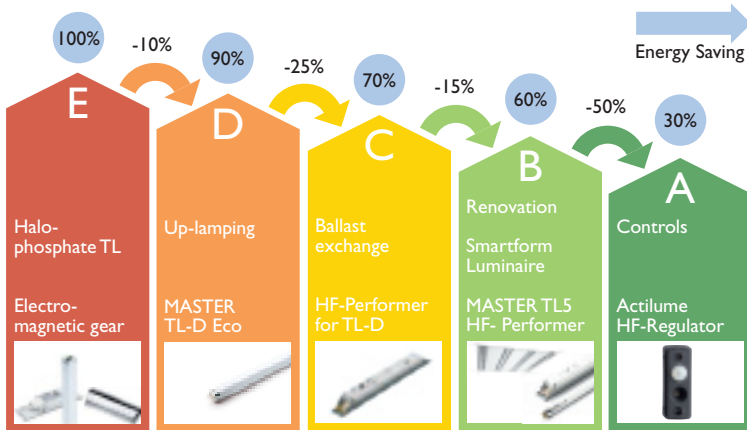 100%
-10%
90%
-25%
70%
-15%
60%
-50%
30%
Energy Saving
E
Halo-
phosphate TL
Electro-
magnetic gear
D
Up-lamping
MASTER
TL-D Eco
C
Ballast
exchange
HF-Performer
for TL-D
B
Renovation
Smartform
Luminaire
MASTER TL5
HF- Performer
A
Controls
Actilume
HF-Regulator